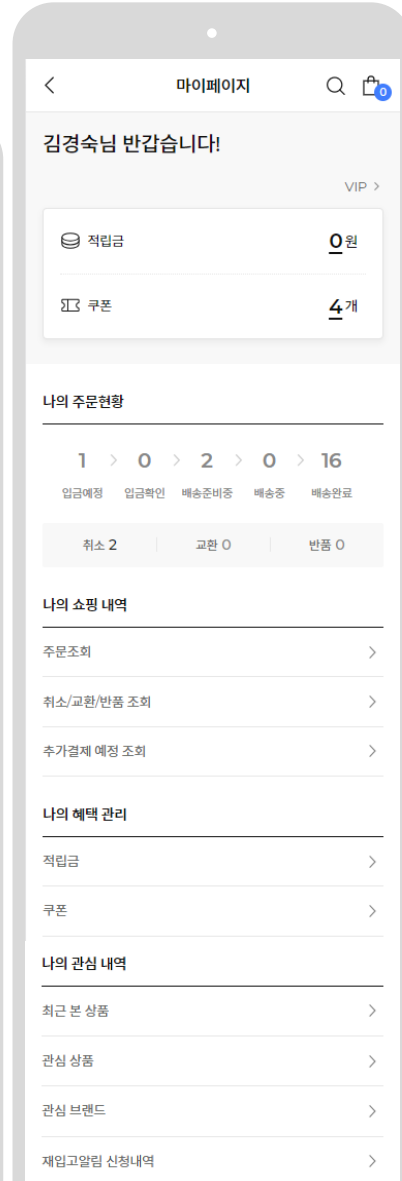 마이페이지
0
김경숙님 반갑습니다!
VIP >
적립금 0원
쿠폰 4개
나의 주문현황
1 > 0 > 2 > 0 > 16
입금예정 입금확인 배송준비중 배송중 배송완료
취소 2 교환 0 반품 0
나의 쇼핑 내역
주문조회
취소/교환/반품 조회
추가결제 예정 조회
나의 혜택 관리
적립금
쿠폰
나의 관심 내역
최근 본 상품
관심 상품
관심 브랜드
재입고알림 신청내역